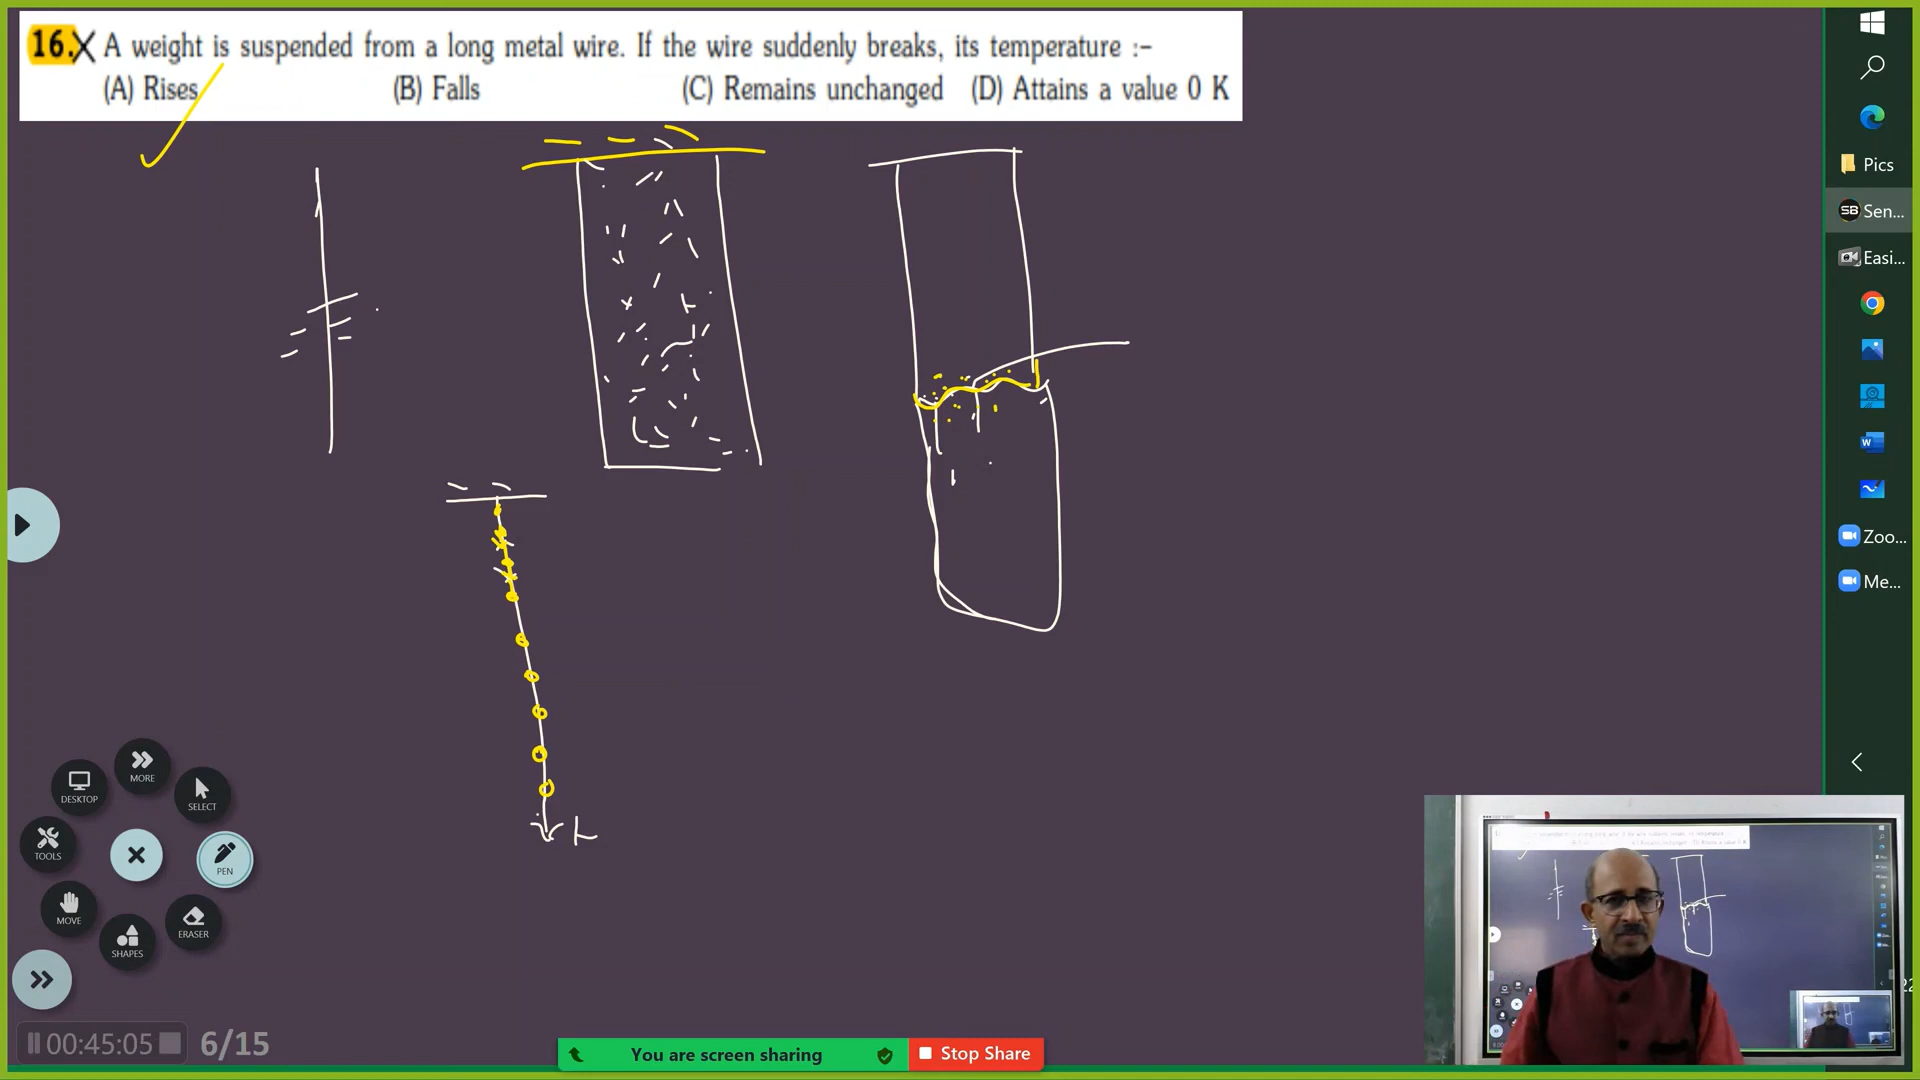 16. A weight is suspended from a long metal wire. If the wire suddenly breaks, its temperature :–
(A) Rises (B) Falls (C) Remains unchanged (D) Attains a value 0 K
Pics
SB Sen...
Easi...
Zoo...
Me...
MORE
DESKTOP
SELECT
TOOLS
PEN
MOVE
ERASER
SHAPES
00:45:05 6/15
You are screen sharing
Stop Share